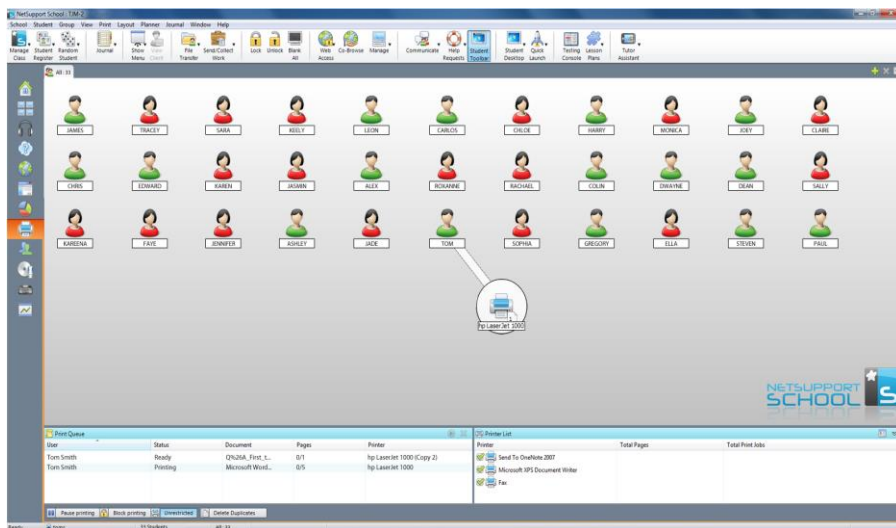 NetSupport School: TIM-2
School Student Group View Print Layout Planner Journal Window Help
Manage Class Student Register Random Student Journal Show Menu View Client File Transfer Send/Collect Work Lock Unlock Blank All Web Access Co-Browse Manage Communicate Help Requests Student Toolbar Student Desktop Quick Launch Testing Console Lesson Plans Tutor Assistant
All: 33
JAMES TRACEY SARA KEELY LEON CARLOS CHLOE HARRY MONICA JOEY CLAIRE
CHRIS EDWARD KAREN JASMIN ALEX ROXANNE RACHAEL COLIN DWAYNE DEAN SALLY
KAREENA FAYE JENNIFER ASHLEY JADE TOM SOPHIA GREGORY ELLA STEVEN PAUL
1
hp LaserJet 1000
NETSUPPORT
SCHOOL
S
Print Queue
User Status Document Pages Printer
Tom Smith Ready Q%26A_First_t... 0/1 hp LaserJet 1000 (Copy 2)
Tom Smith Printing Microsoft Word... 0/5 hp LaserJet 1000
Printer List
Printer Total Pages Total Print Jobs
Send To OneNote 2007
Microsoft XPS Document Writer
Fax
Pause printing Block printing Unrestricted Delete Duplicates
Ready 33 Students All: 33